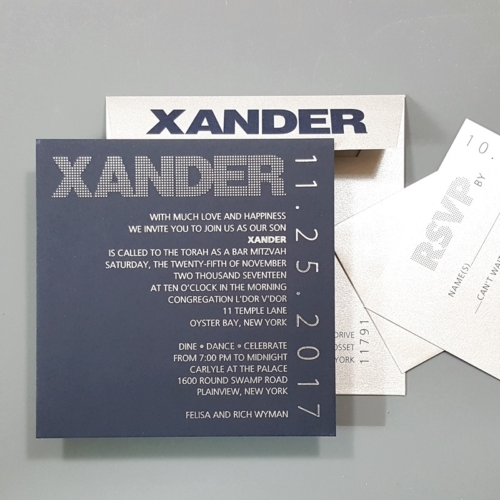 XANDER
XANDER
11.25.2017
WITH MUCH LOVE AND HAPPINESS
WE INVITE YOU TO JOIN US AS OUR SON
XANDER
IS CALLED TO THE TORAH AS A BAR MITZVAH
SATURDAY, THE TWENTY-FIFTH OF NOVEMBER
TWO THOUSAND SEVENTEEN
AT TEN O'CLOCK IN THE MORNING
CONGREGATION L'DOR V'DOR
11 TEMPLE LANE
OYSTER BAY, NEW YORK
DINE • DANCE • CELEBRATE
FROM 7:00 PM TO MIDNIGHT
CARLYLE AT THE PALACE
1600 ROUND SWAMP ROAD
PLAINVIEW, NEW YORK
FELISA AND RICH WYMAN
DRIVE
OSSET
YORK
11791
RSVP BY
10.
NAME(S)
CAN'T WAIT